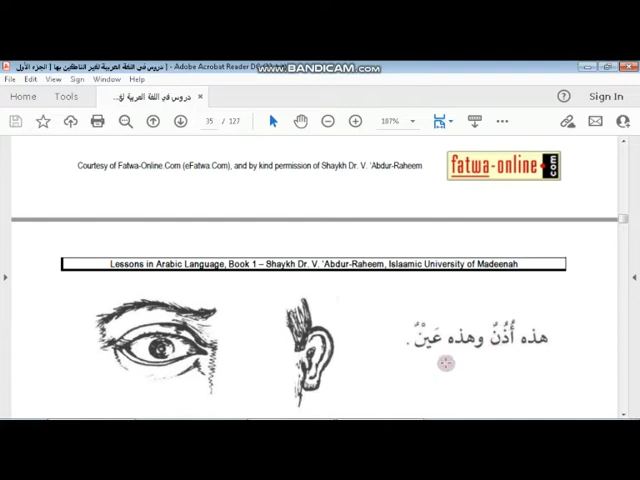 www.BANDICAM.com
دروس في اللغة العربية لغير الناطقين بها ] الجزء الأول - Adobe Acrobat Reader D
File Edit View Sign Window Help
Home Tools دروس في اللغة العربية ×
Sign In
35 / 127 107%
Courtesy of Fatwa-Online.Com (eFatwa.Com), and by kind permission of Shaykh Dr. V. ‘Abdur-Raheem
fatwa-online com
Lessons in Arabic Language, Book 1 – Shaykh Dr. V. ‘Abdur-Raheem, Islaamic University of Madeenah
هذه أُذُنٌ وهذه عَيْنٌ .